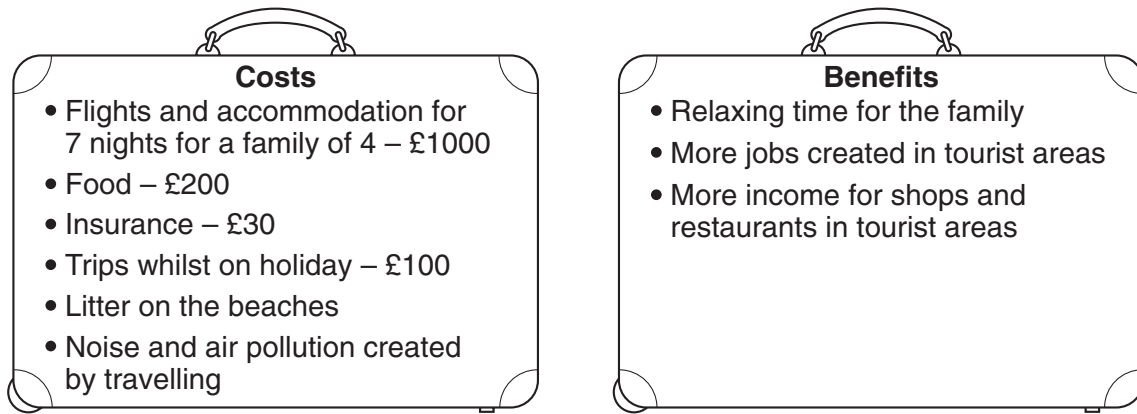 Costs
• Flights and accommodation for
7 nights for a family of 4 – £1000
• Food – £200
• Insurance – £30
• Trips whilst on holiday – £100
• Litter on the beaches
• Noise and air pollution created
by travelling
Benefits
• Relaxing time for the family
• More jobs created in tourist areas
• More income for shops and
restaurants in tourist areas